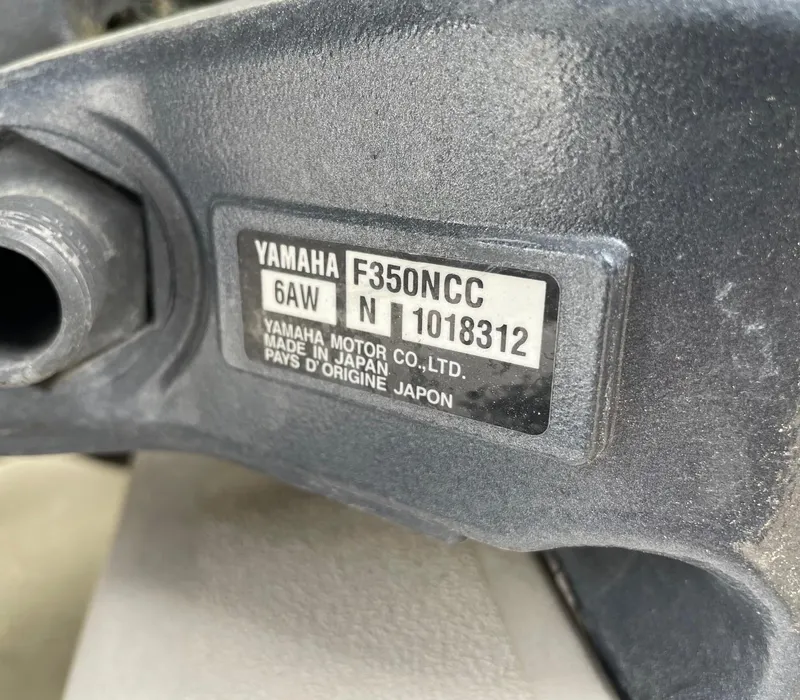 YAMAHA F350NCC
6AW N 1018312
YAMAHA MOTOR CO.,LTD.
MADE IN JAPAN
PAYS D'ORIGINE JAPON